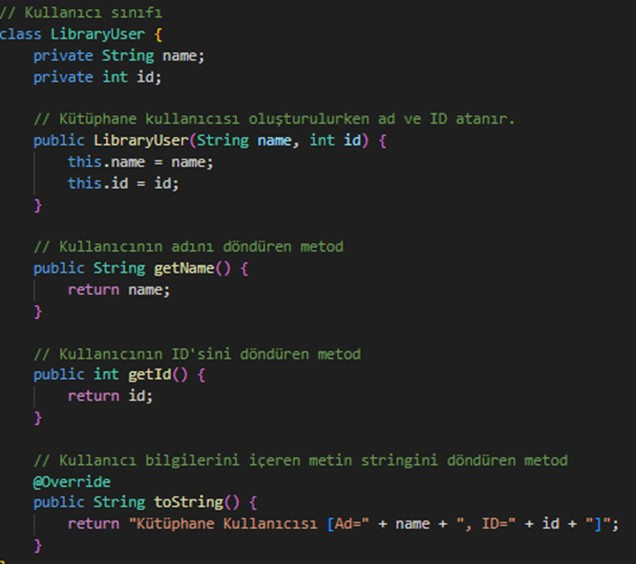 // Kullanıcı sınıfı
class LibraryUser {
    private String name;
    private int id;
    // Kütüphane kullanıcısı oluşturulurken ad ve ID atanır.
    public LibraryUser(String name, int id) {
        this.name = name;
        this.id = id;
    }
    // Kullanıcının adını döndüren metod
    public String getName() {
        return name;
    }
    // Kullanıcının ID'sini döndüren metod
    public int getId() {
        return id;
    }
    // Kullanıcı bilgilerini içeren metin stringini döndüren metod
    @Override
    public String toString() {
        return "Kütüphane Kullanıcısı [Ad=" + name + ", ID=" + id + "]";
    }
}